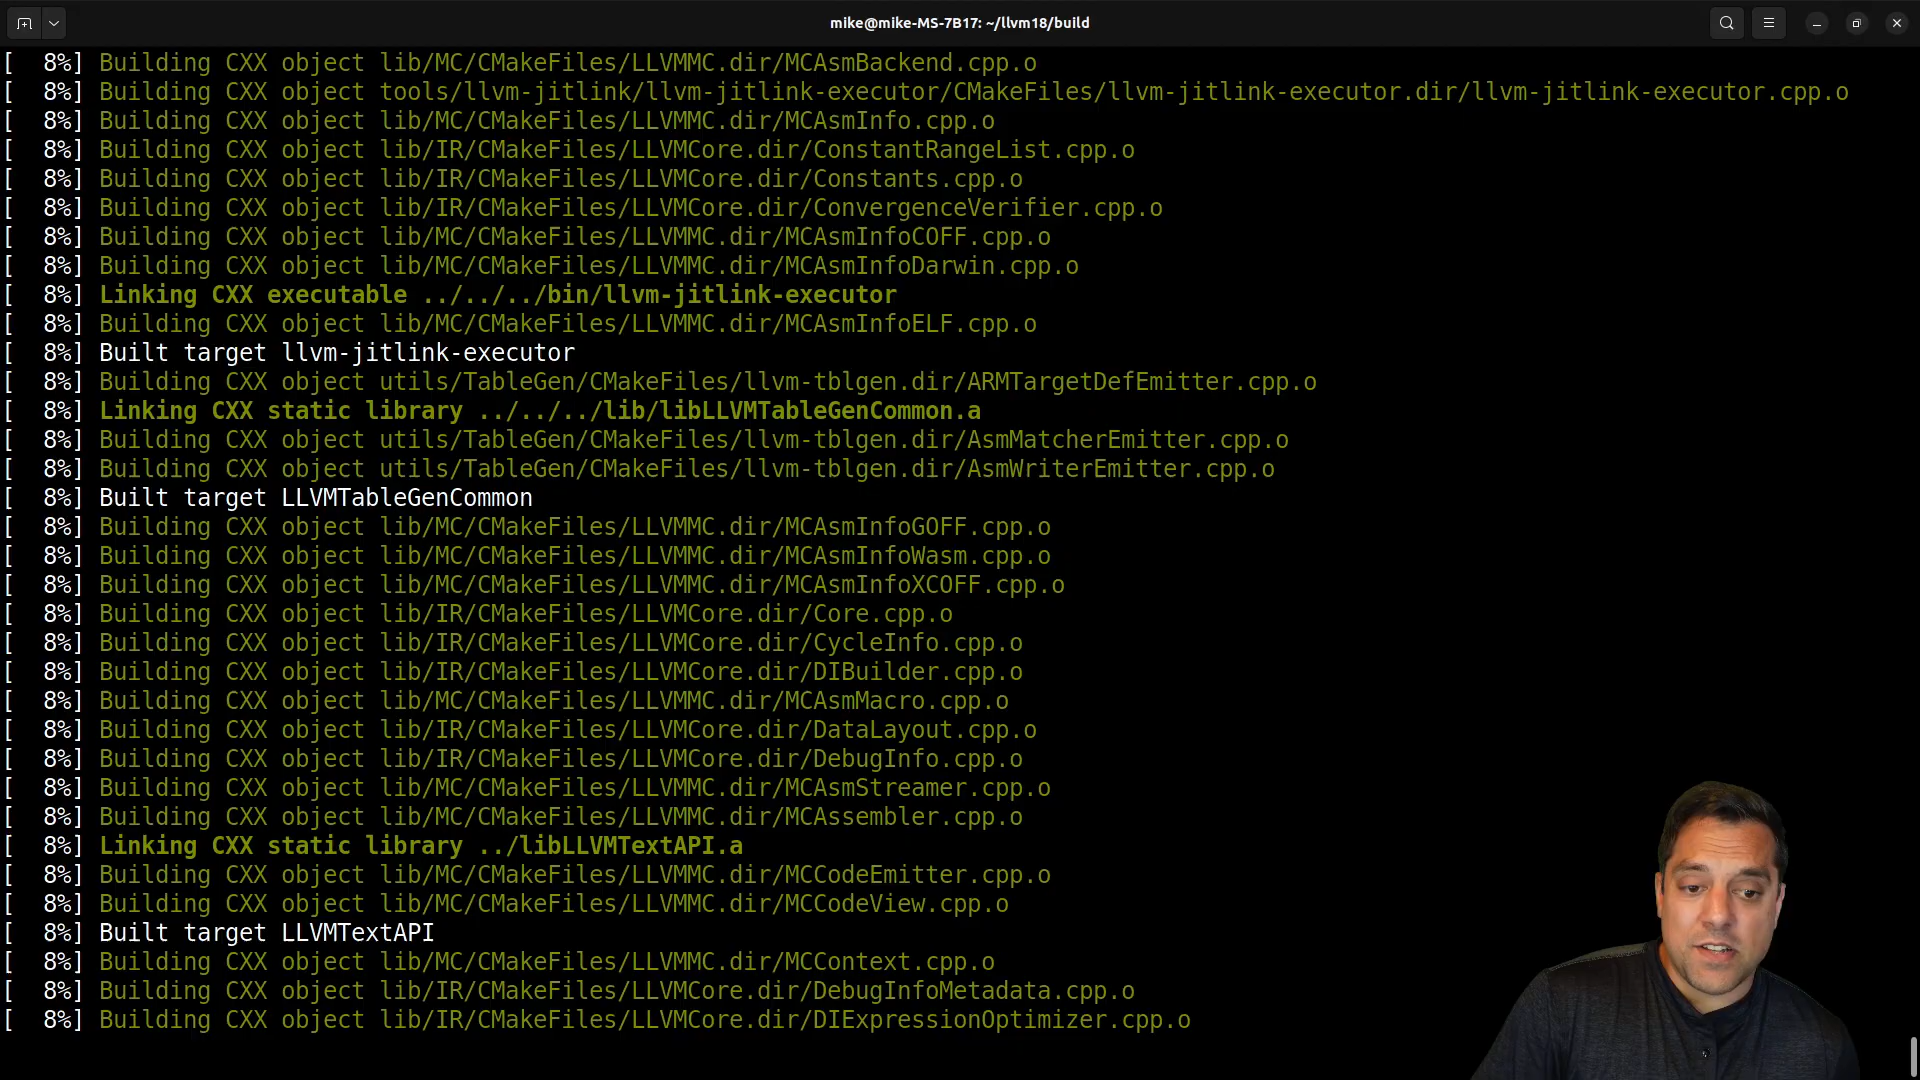 mike@mike-MS-7B17: ~/llvm18/build
[  8%] Building CXX object lib/MC/CMakeFiles/LLVMMC.dir/MCAsmBackend.cpp.o
[  8%] Building CXX object tools/llvm-jitlink/llvm-jitlink-executor/CMakeFiles/llvm-jitlink-executor.dir/llvm-jitlink-executor.cpp.o
[  8%] Building CXX object lib/MC/CMakeFiles/LLVMMC.dir/MCAsmInfo.cpp.o
[  8%] Building CXX object lib/IR/CMakeFiles/LLVMCore.dir/ConstantRangeList.cpp.o
[  8%] Building CXX object lib/IR/CMakeFiles/LLVMCore.dir/Constants.cpp.o
[  8%] Building CXX object lib/IR/CMakeFiles/LLVMCore.dir/ConvergenceVerifier.cpp.o
[  8%] Building CXX object lib/MC/CMakeFiles/LLVMMC.dir/MCAsmInfoCOFF.cpp.o
[  8%] Building CXX object lib/MC/CMakeFiles/LLVMMC.dir/MCAsmInfoDarwin.cpp.o
[  8%] Linking CXX executable ../../../bin/llvm-jitlink-executor
[  8%] Building CXX object lib/MC/CMakeFiles/LLVMMC.dir/MCAsmInfoELF.cpp.o
[  8%] Built target llvm-jitlink-executor
[  8%] Building CXX object utils/TableGen/CMakeFiles/llvm-tblgen.dir/ARMTargetDefEmitter.cpp.o
[  8%] Linking CXX static library ../../../lib/libLLVMTableGenCommon.a
[  8%] Building CXX object utils/TableGen/CMakeFiles/llvm-tblgen.dir/AsmMatcherEmitter.cpp.o
[  8%] Building CXX object utils/TableGen/CMakeFiles/llvm-tblgen.dir/AsmWriterEmitter.cpp.o
[  8%] Built target LLVMTableGenCommon
[  8%] Building CXX object lib/MC/CMakeFiles/LLVMMC.dir/MCAsmInfoGOFF.cpp.o
[  8%] Building CXX object lib/MC/CMakeFiles/LLVMMC.dir/MCAsmInfoWasm.cpp.o
[  8%] Building CXX object lib/MC/CMakeFiles/LLVMMC.dir/MCAsmInfoXCOFF.cpp.o
[  8%] Building CXX object lib/IR/CMakeFiles/LLVMCore.dir/Core.cpp.o
[  8%] Building CXX object lib/IR/CMakeFiles/LLVMCore.dir/CycleInfo.cpp.o
[  8%] Building CXX object lib/IR/CMakeFiles/LLVMCore.dir/DIBuilder.cpp.o
[  8%] Building CXX object lib/MC/CMakeFiles/LLVMMC.dir/MCAsmMacro.cpp.o
[  8%] Building CXX object lib/IR/CMakeFiles/LLVMCore.dir/DataLayout.cpp.o
[  8%] Building CXX object lib/IR/CMakeFiles/LLVMCore.dir/DebugInfo.cpp.o
[  8%] Building CXX object lib/MC/CMakeFiles/LLVMMC.dir/MCAsmStreamer.cpp.o
[  8%] Building CXX object lib/MC/CMakeFiles/LLVMMC.dir/MCAssembler.cpp.o
[  8%] Linking CXX static library ../libLLVMTextAPI.a
[  8%] Building CXX object lib/MC/CMakeFiles/LLVMMC.dir/MCCodeEmitter.cpp.o
[  8%] Building CXX object lib/MC/CMakeFiles/LLVMMC.dir/MCCodeView.cpp.o
[  8%] Built target LLVMTextAPI
[  8%] Building CXX object lib/MC/CMakeFiles/LLVMMC.dir/MCContext.cpp.o
[  8%] Building CXX object lib/IR/CMakeFiles/LLVMCore.dir/DebugInfoMetadata.cpp.o
[  8%] Building CXX object lib/IR/CMakeFiles/LLVMCore.dir/DIExpressionOptimizer.cpp.o